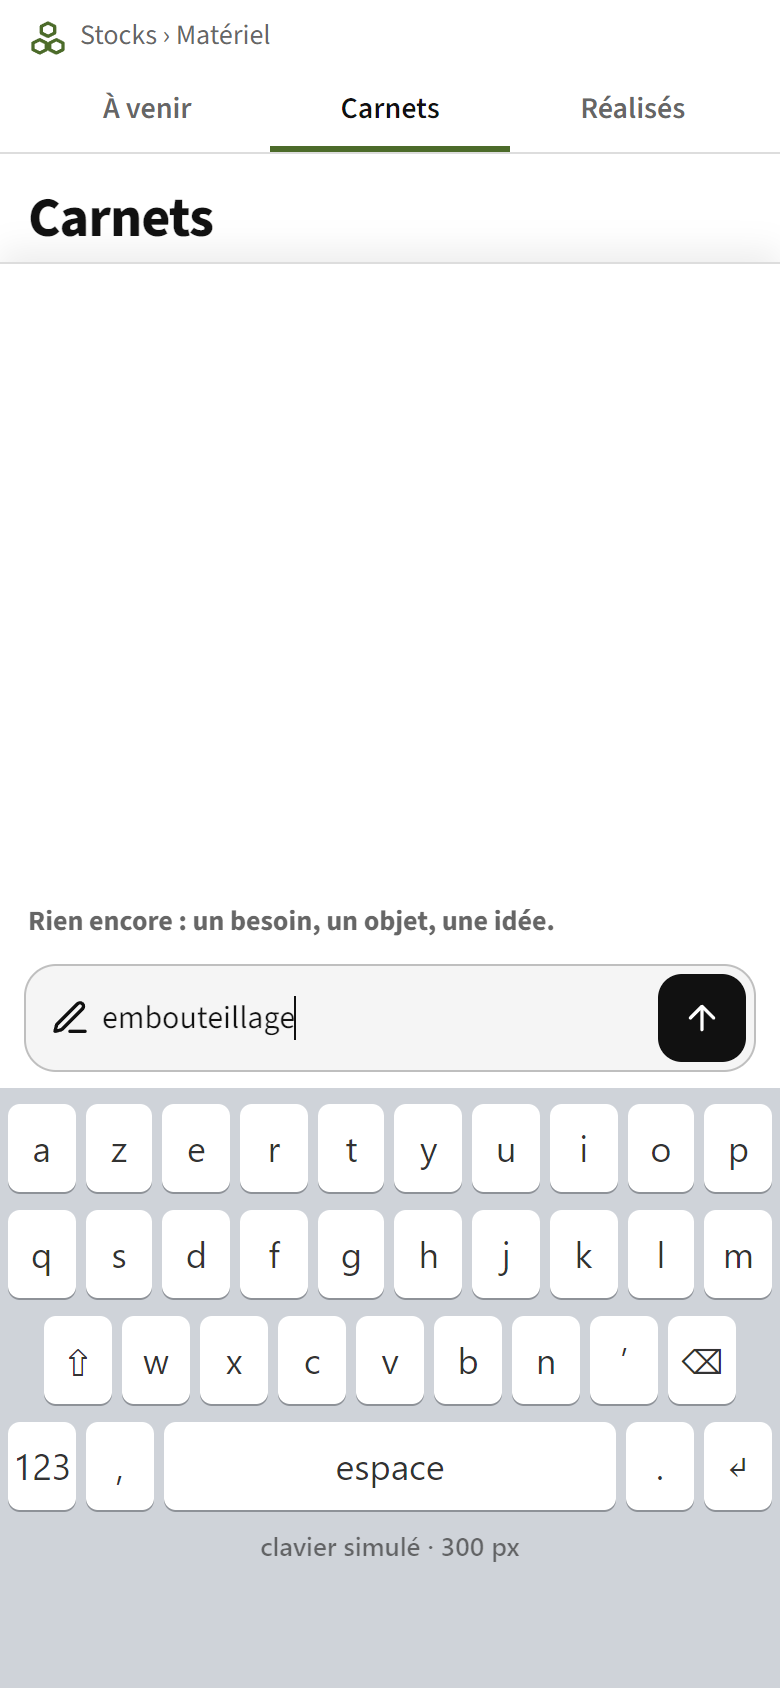 Stocks › Matériel
À venir Carnets Réalisés
Carnets
Rien encore : un besoin, un objet, une idée.
embouteillage
a z e r t y u i o p
q s d f g h j k l m
⇧ w x c v b n ’ ⌫
123 , espace . ↵
clavier simulé · 300 px